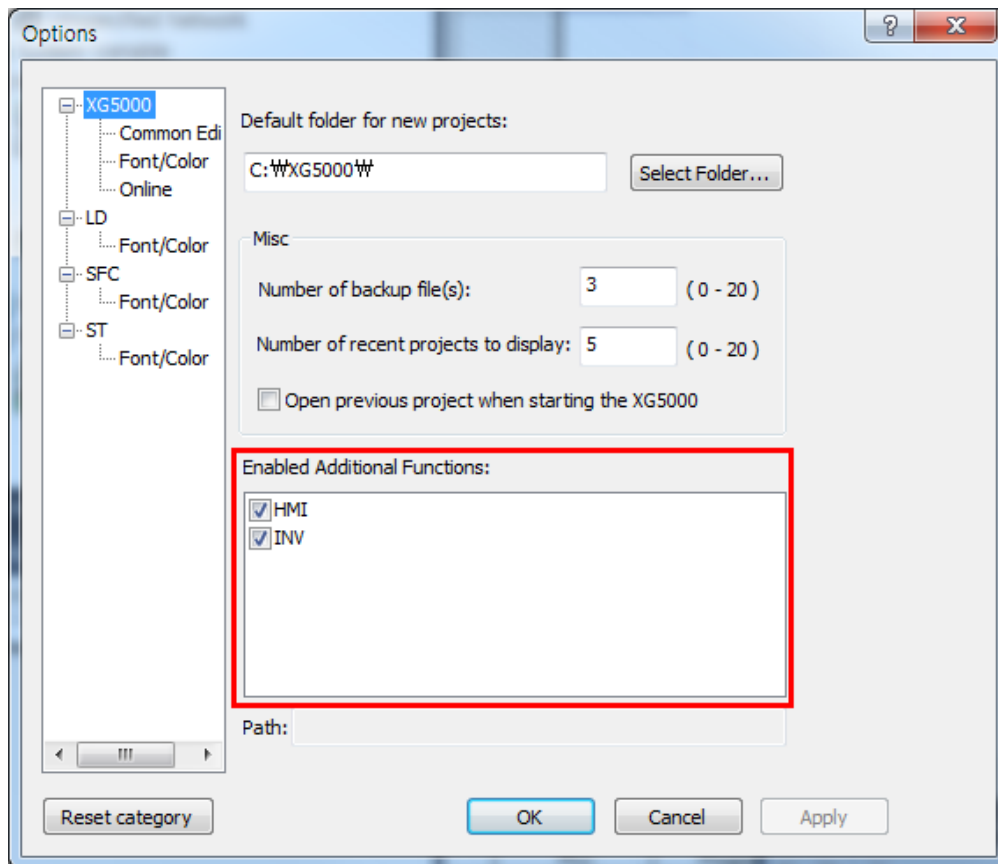 Options
XG5000
Common Edi
Font/Color
Online
LD
Font/Color
SFC
Font/Color
ST
Font/Color
Default folder for new projects:
C:₩XG5000₩
Select Folder...
Misc
Number of backup file(s): 3 ( 0 - 20 )
Number of recent projects to display: 5 ( 0 - 20 )
Open previous project when starting the XG5000
Enabled Additional Functions:
HMI
INV
Path:
Reset category
OK
Cancel
Apply